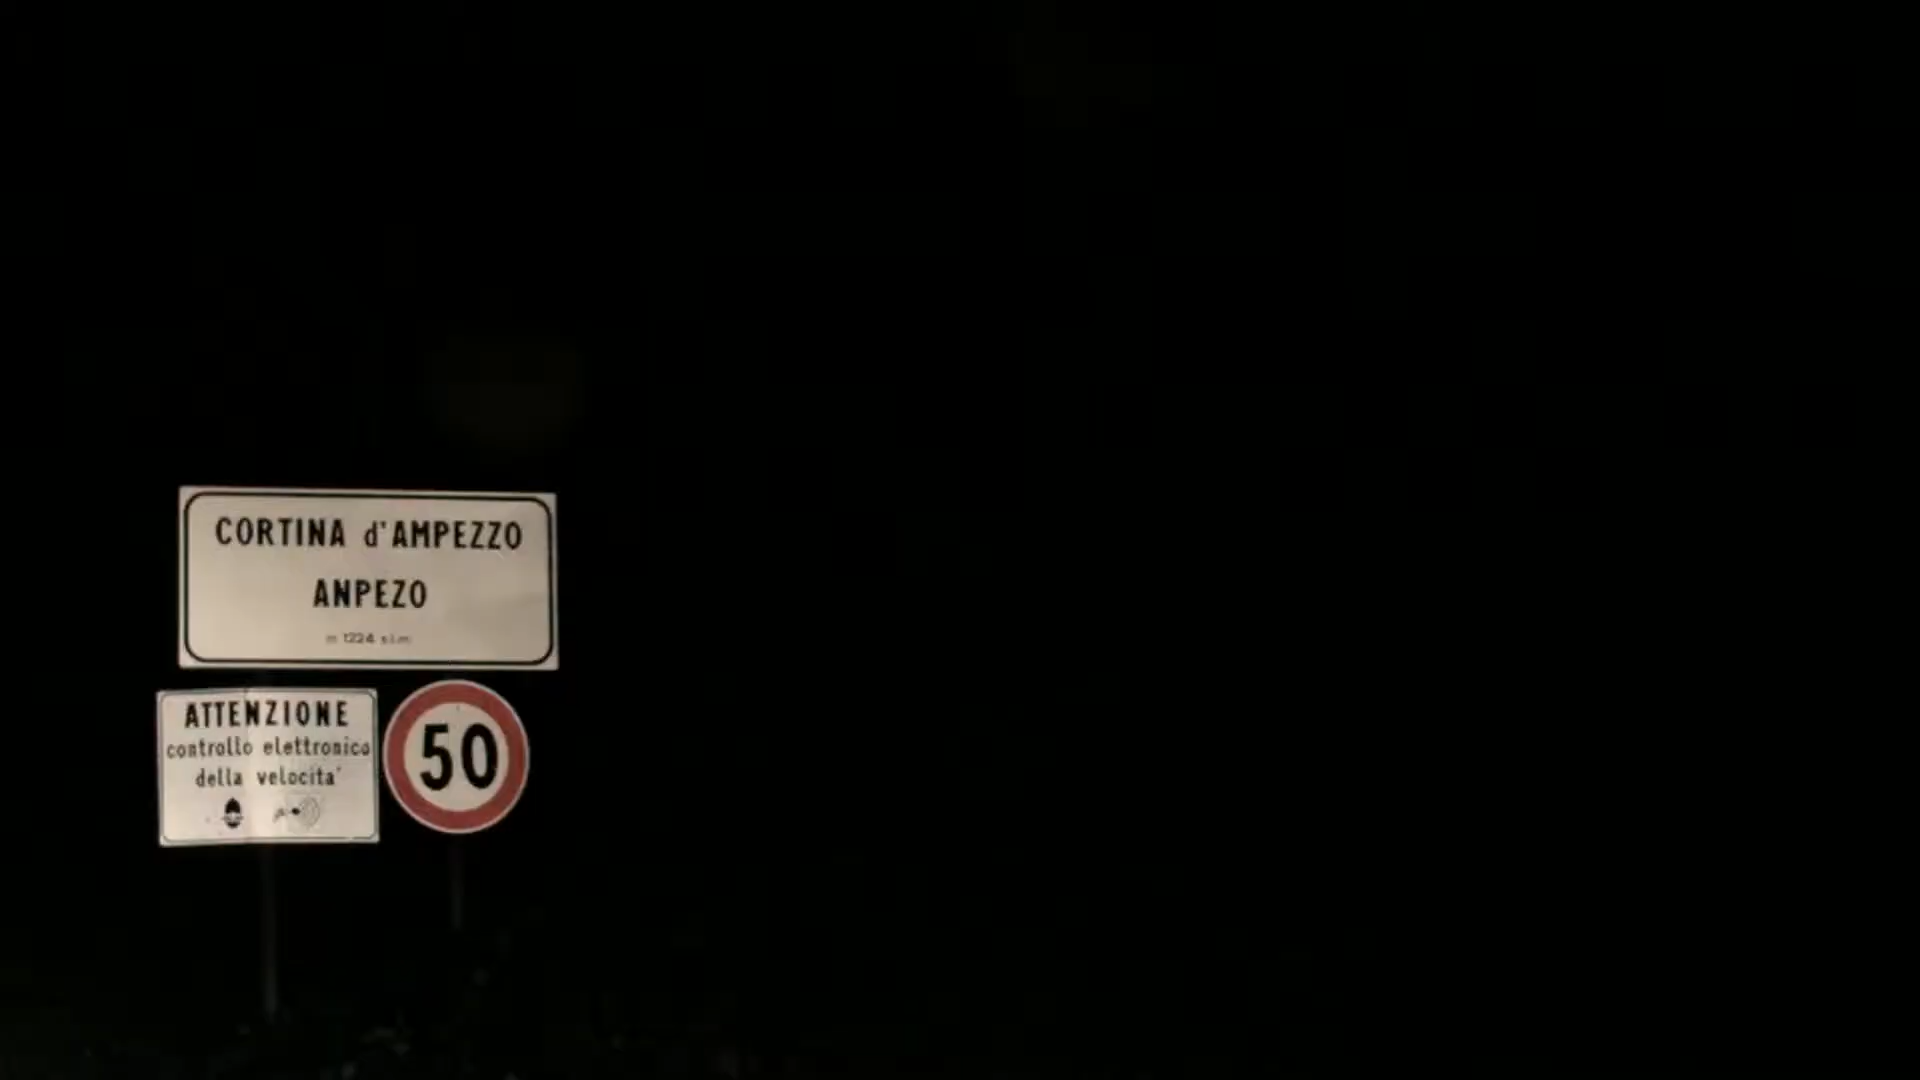 CORTINA d'AMPEZZO
ANPEZO
m 1224 s.l.m.
ATTENZIONE
controllo elettronico
della velocita'
50